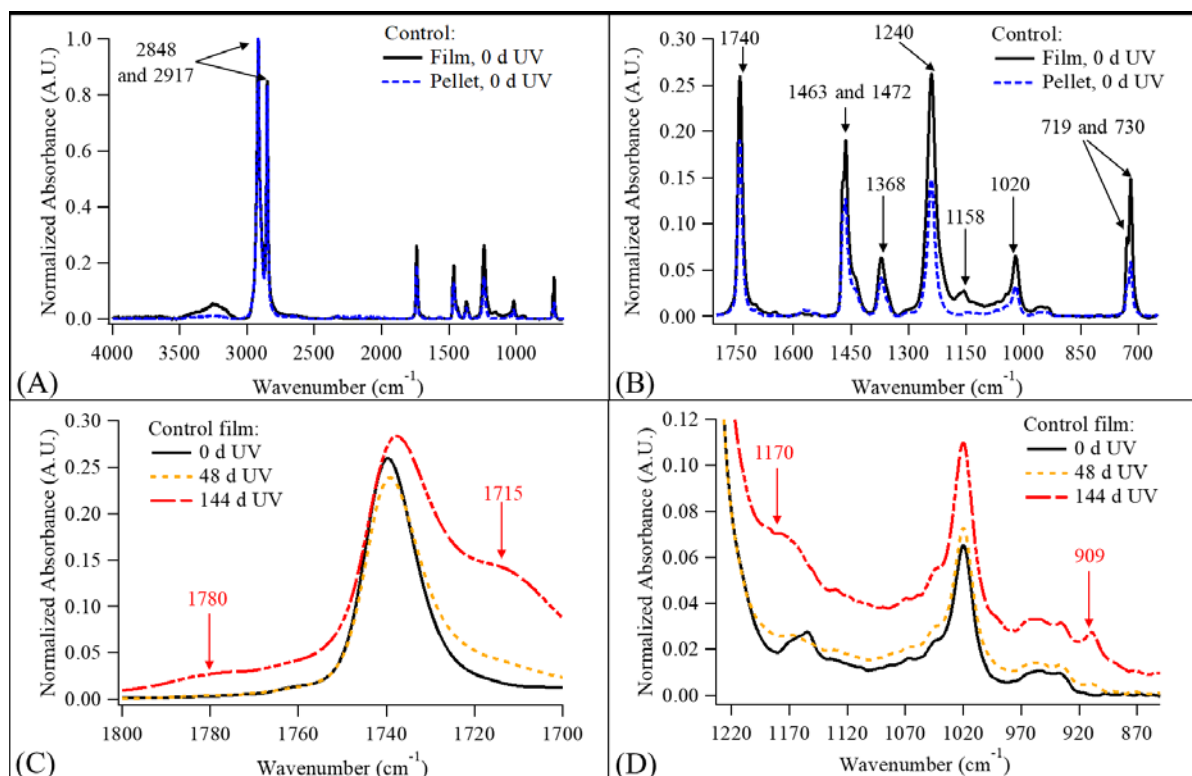 Control:
Film, 0 d UV
Pellet, 0 d UV
2848
and 2917
1.0
0.8
0.6
0.4
0.2
0.0
Normalized Absorbance (A.U.)
4000 3500 3000 2500 2000 1500 1000
Wavenumber (cm-1)
(A)
Control:
Film, 0 d UV
Pellet, 0 d UV
1740
1240
1463 and 1472
719 and 730
1368
1020
1158
0.30
0.25
0.20
0.15
0.10
0.05
0.00
Normalized Absorbance (A.U.)
1750 1600 1450 1300 1150 1000 850 700
Wavenumber (cm-1)
(B)
Control film:
0 d UV
48 d UV
144 d UV
1715
1780
0.30
0.25
0.20
0.15
0.10
0.05
0.00
Normalized Absorbance (A.U.)
1800 1780 1760 1740 1720 1700
Wavenumber (cm-1)
(C)
Control film:
0 d UV
48 d UV
144 d UV
1170
909
0.12
0.10
0.08
0.06
0.04
0.02
0.00
Normalized Absorbance (A.U.)
1220 1170 1120 1070 1020 970 920 870
Wavenumber (cm-1)
(D)